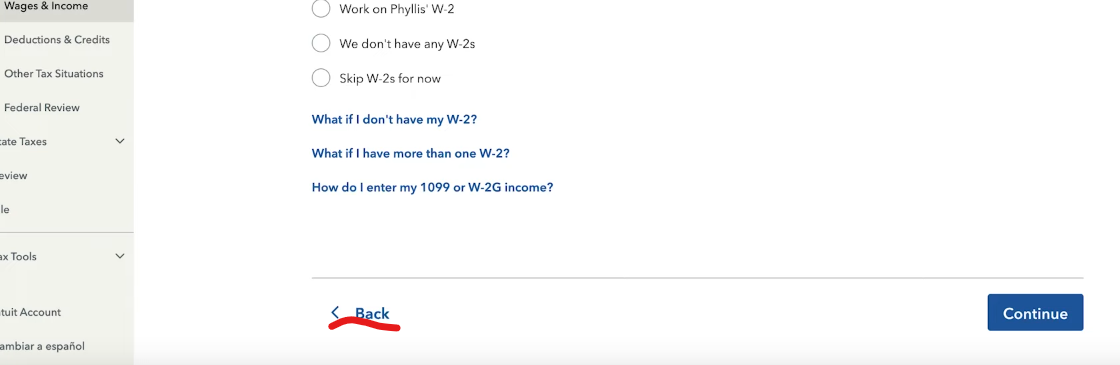 Wages & Income
Deductions & Credits
Other Tax Situations
Federal Review
ate Taxes
eview
le
ax Tools
tuit Account
ambiar a español
Work on Phyllis' W-2
We don't have any W-2s
Skip W-2s for now
What if I don't have my W-2?
What if I have more than one W-2?
How do I enter my 1099 or W-2G income?
Back
Continue